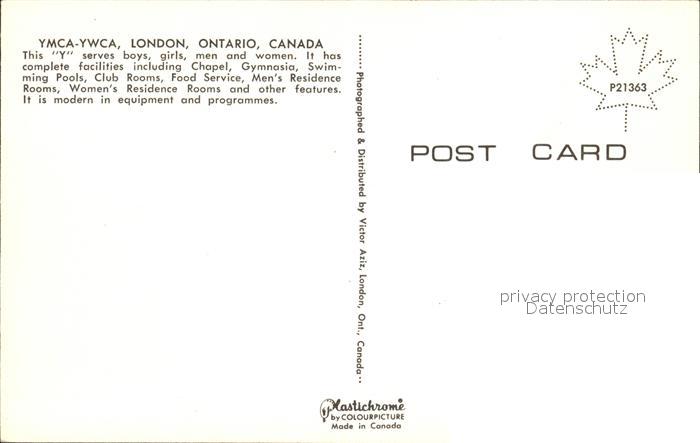 YMCA-YWCA, LONDON, ONTARIO, CANADA
This "Y" serves boys, girls, men and women. It has
complete facilities including Chapel, Gymnasia, Swim-
ming Pools, Club Rooms, Food Service, Men's Residence
Rooms, Women's Residence Rooms and other features.
It is modern in equipment and programmes.
Photographed & Distributed by Victor Aziz, London, Ont., Canada
P21363
POST CARD
privacy protection
Datenschutz
Plastichrome
by COLOURPICTURE
Made in Canada